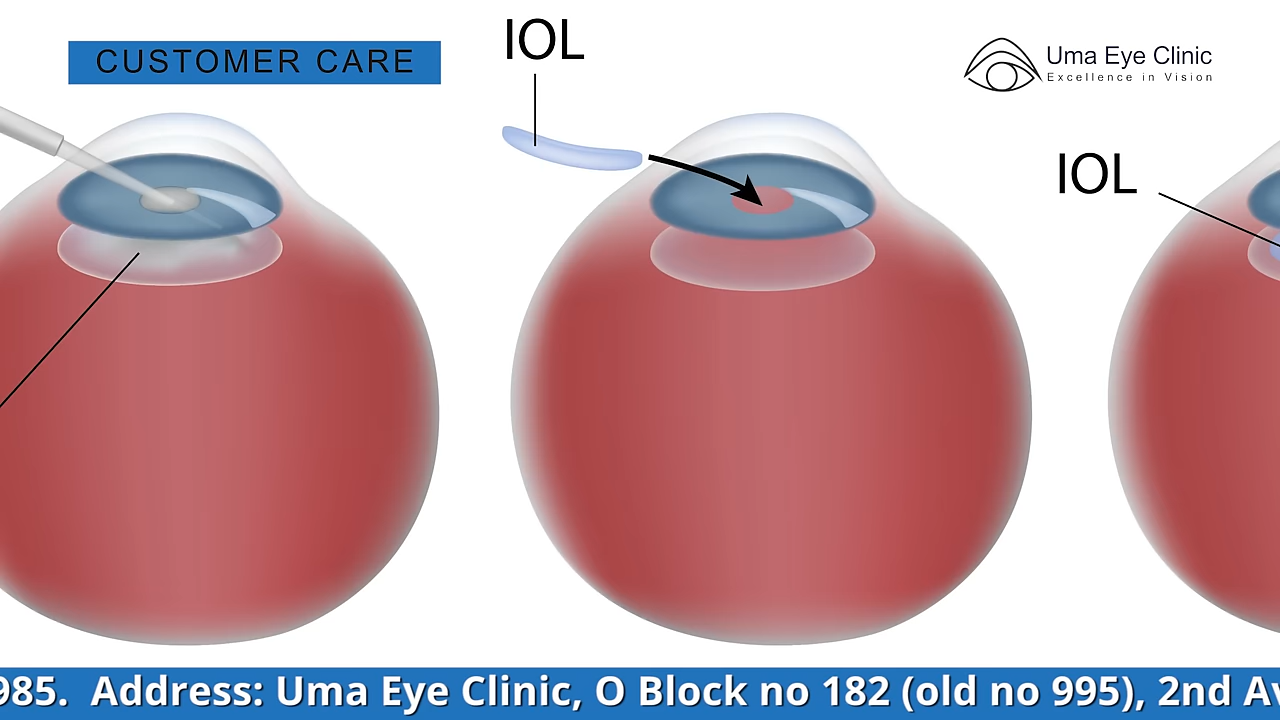 CUSTOMER CARE
IOL
Uma Eye Clinic
Excellence in Vision
IOL
985. Address: Uma Eye Clinic, O Block no 182 (old no 995), 2nd Av